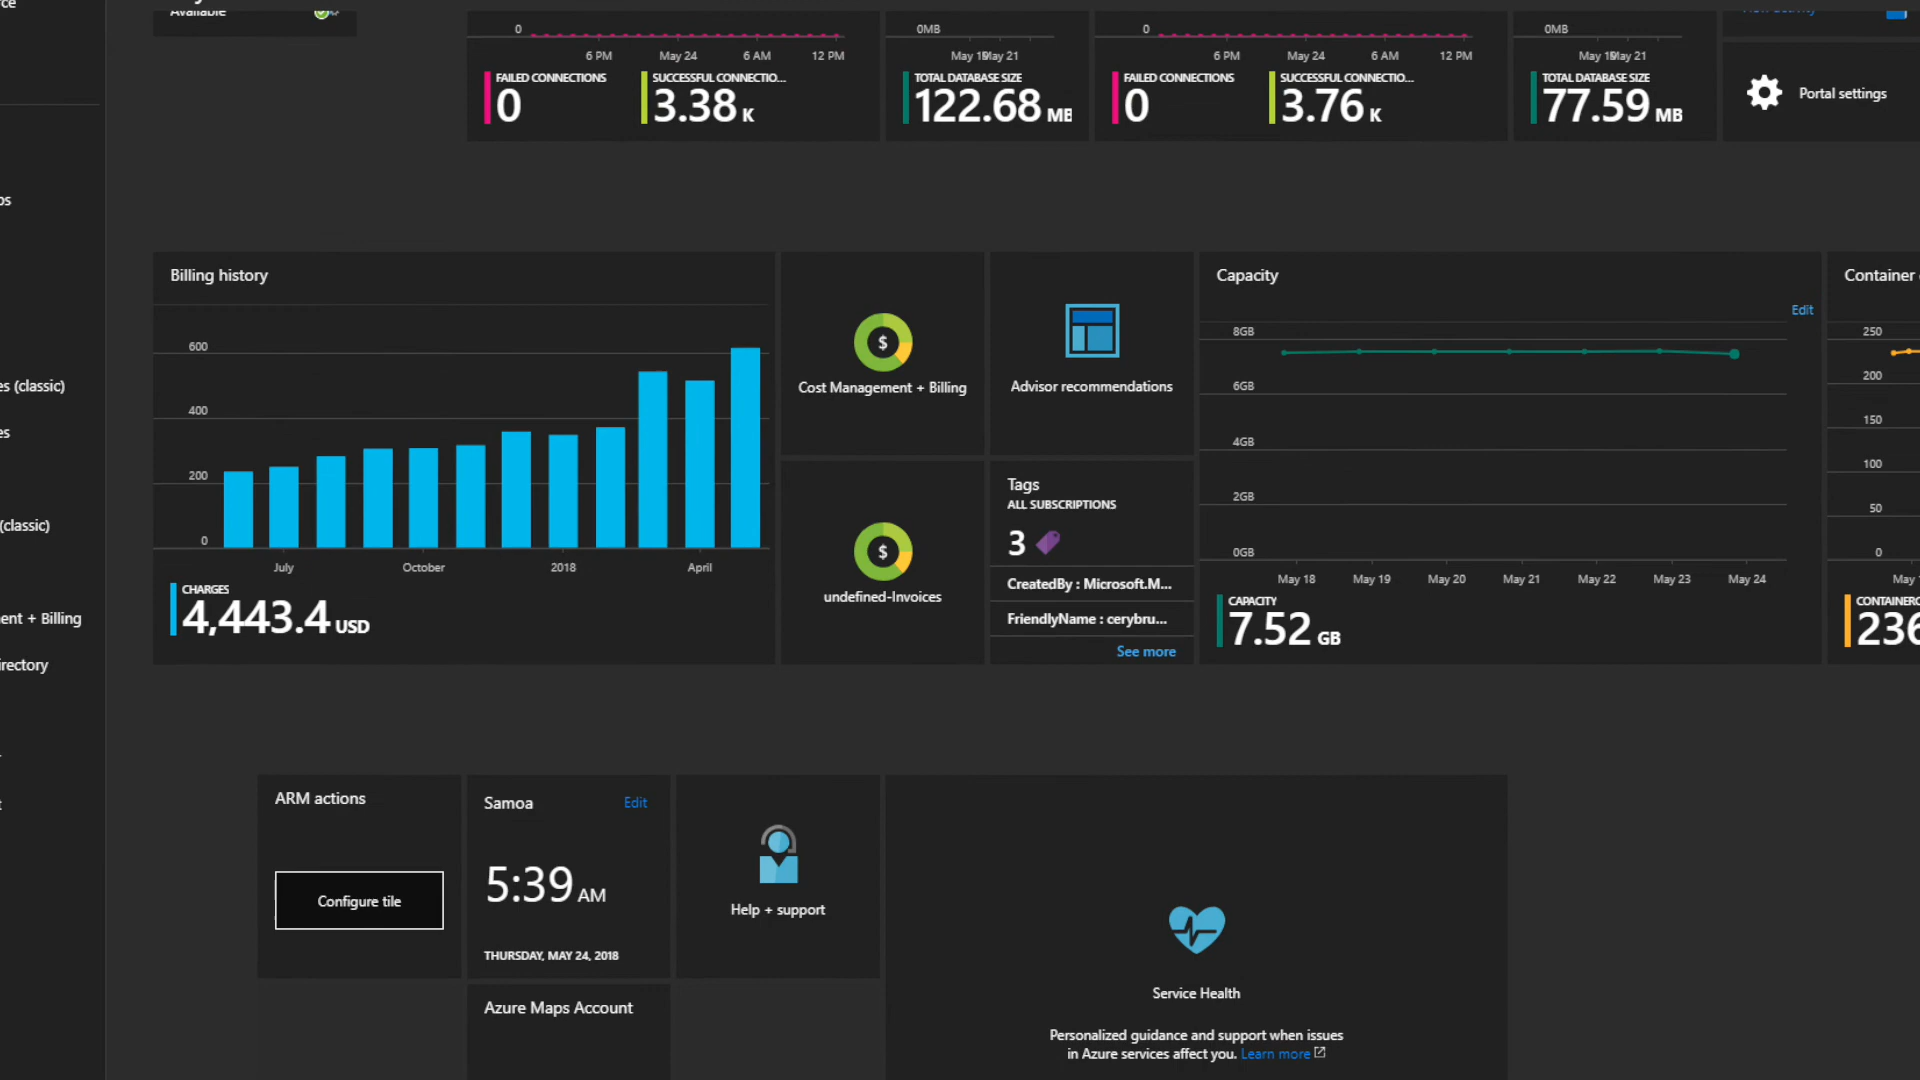 Available
0
6 PM May 24 6 AM 12 PM
FAILED CONNECTIONS
0
SUCCESSFUL CONNECTIO...
3.38 K
0MB
May 19 May 21
TOTAL DATABASE SIZE
122.68 MB
0
6 PM May 24 6 AM 12 PM
FAILED CONNECTIONS
0
SUCCESSFUL CONNECTIO...
3.76 K
0MB
May 19 May 21
TOTAL DATABASE SIZE
77.59 MB
Portal settings
es (classic)
(classic)
ent + Billing
irectory
Billing history
600
400
200
0
July October 2018 April
CHARGES
4,443.4 USD
$
Cost Management + Billing
$
undefined-Invoices
Advisor recommendations
Tags
ALL SUBSCRIPTIONS
3
CreatedBy : Microsoft.M...
FriendlyName : cerybru...
See more
Capacity
Edit
8GB
6GB
4GB
2GB
0GB
May 18 May 19 May 20 May 21 May 22 May 23 May 24
CAPACITY
7.52 GB
Container
250
200
150
100
50
0
May
CONTAINERC
236
ARM actions
Configure tile
Samoa
Edit
5:39 AM
THURSDAY, MAY 24, 2018
Azure Maps Account
Help + support
Service Health
Personalized guidance and support when issues
in Azure services affect you. Learn more